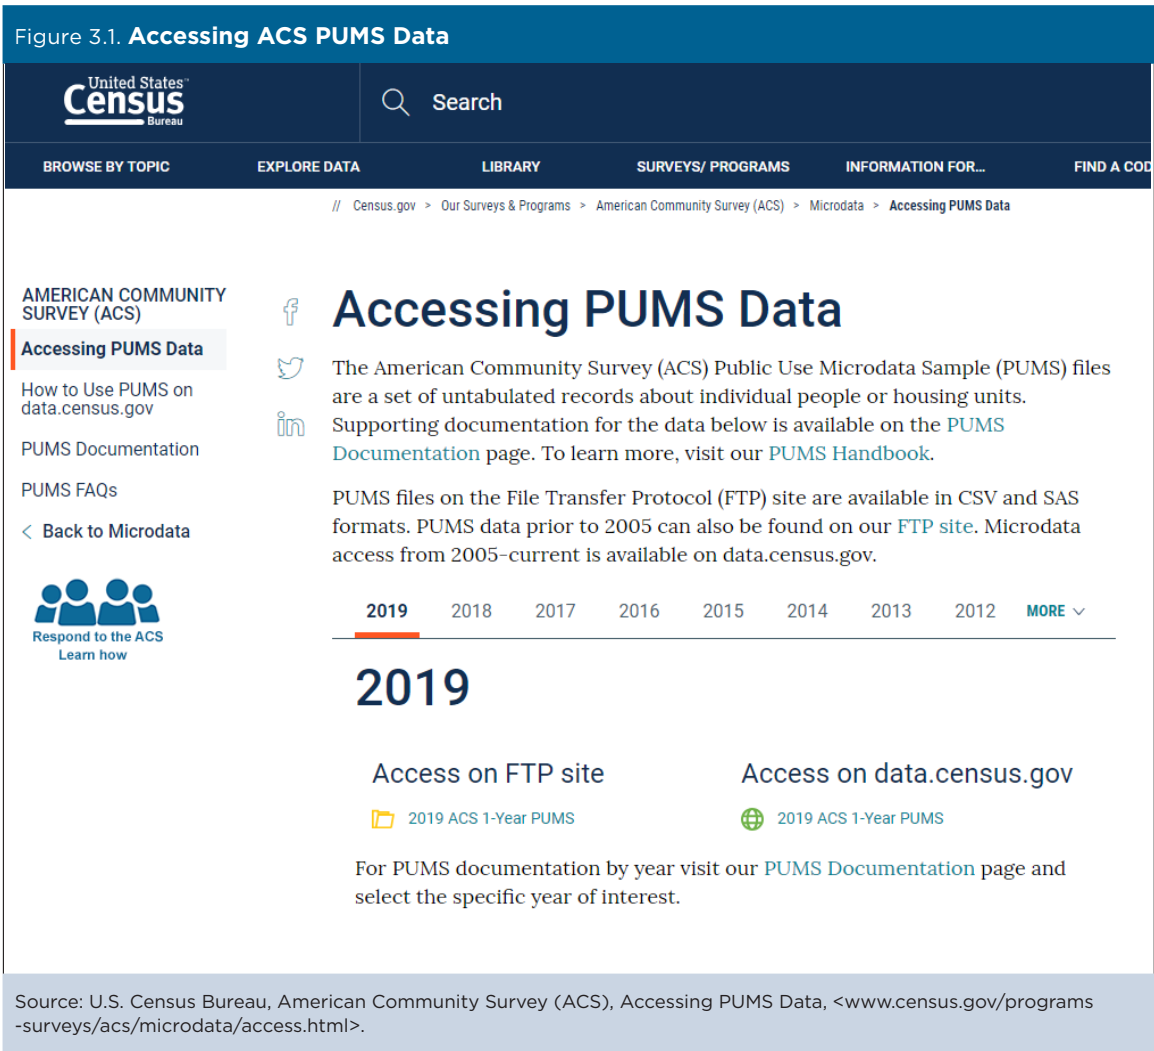 Figure 3.1. Accessing ACS PUMS Data
United States™
Census
Bureau
Search
BROWSE BY TOPIC
EXPLORE DATA
LIBRARY
SURVEYS/ PROGRAMS
INFORMATION FOR...
FIND A COD
// Census.gov > Our Surveys & Programs > American Community Survey (ACS) > Microdata > Accessing PUMS Data
AMERICAN COMMUNITY
SURVEY (ACS)
Accessing PUMS Data
How to Use PUMS on
data.census.gov
PUMS Documentation
PUMS FAQs
< Back to Microdata
Respond to the ACS
Learn how
Accessing PUMS Data
The American Community Survey (ACS) Public Use Microdata Sample (PUMS) files
are a set of untabulated records about individual people or housing units.
Supporting documentation for the data below is available on the PUMS
Documentation page. To learn more, visit our PUMS Handbook.
PUMS files on the File Transfer Protocol (FTP) site are available in CSV and SAS
formats. PUMS data prior to 2005 can also be found on our FTP site. Microdata
access from 2005-current is available on data.census.gov.
2019 2018 2017 2016 2015 2014 2013 2012 MORE
2019
Access on FTP site
2019 ACS 1-Year PUMS
Access on data.census.gov
2019 ACS 1-Year PUMS
For PUMS documentation by year visit our PUMS Documentation page and
select the specific year of interest.
Source: U.S. Census Bureau, American Community Survey (ACS), Accessing PUMS Data, <www.census.gov/programs
-surveys/acs/microdata/access.html>.